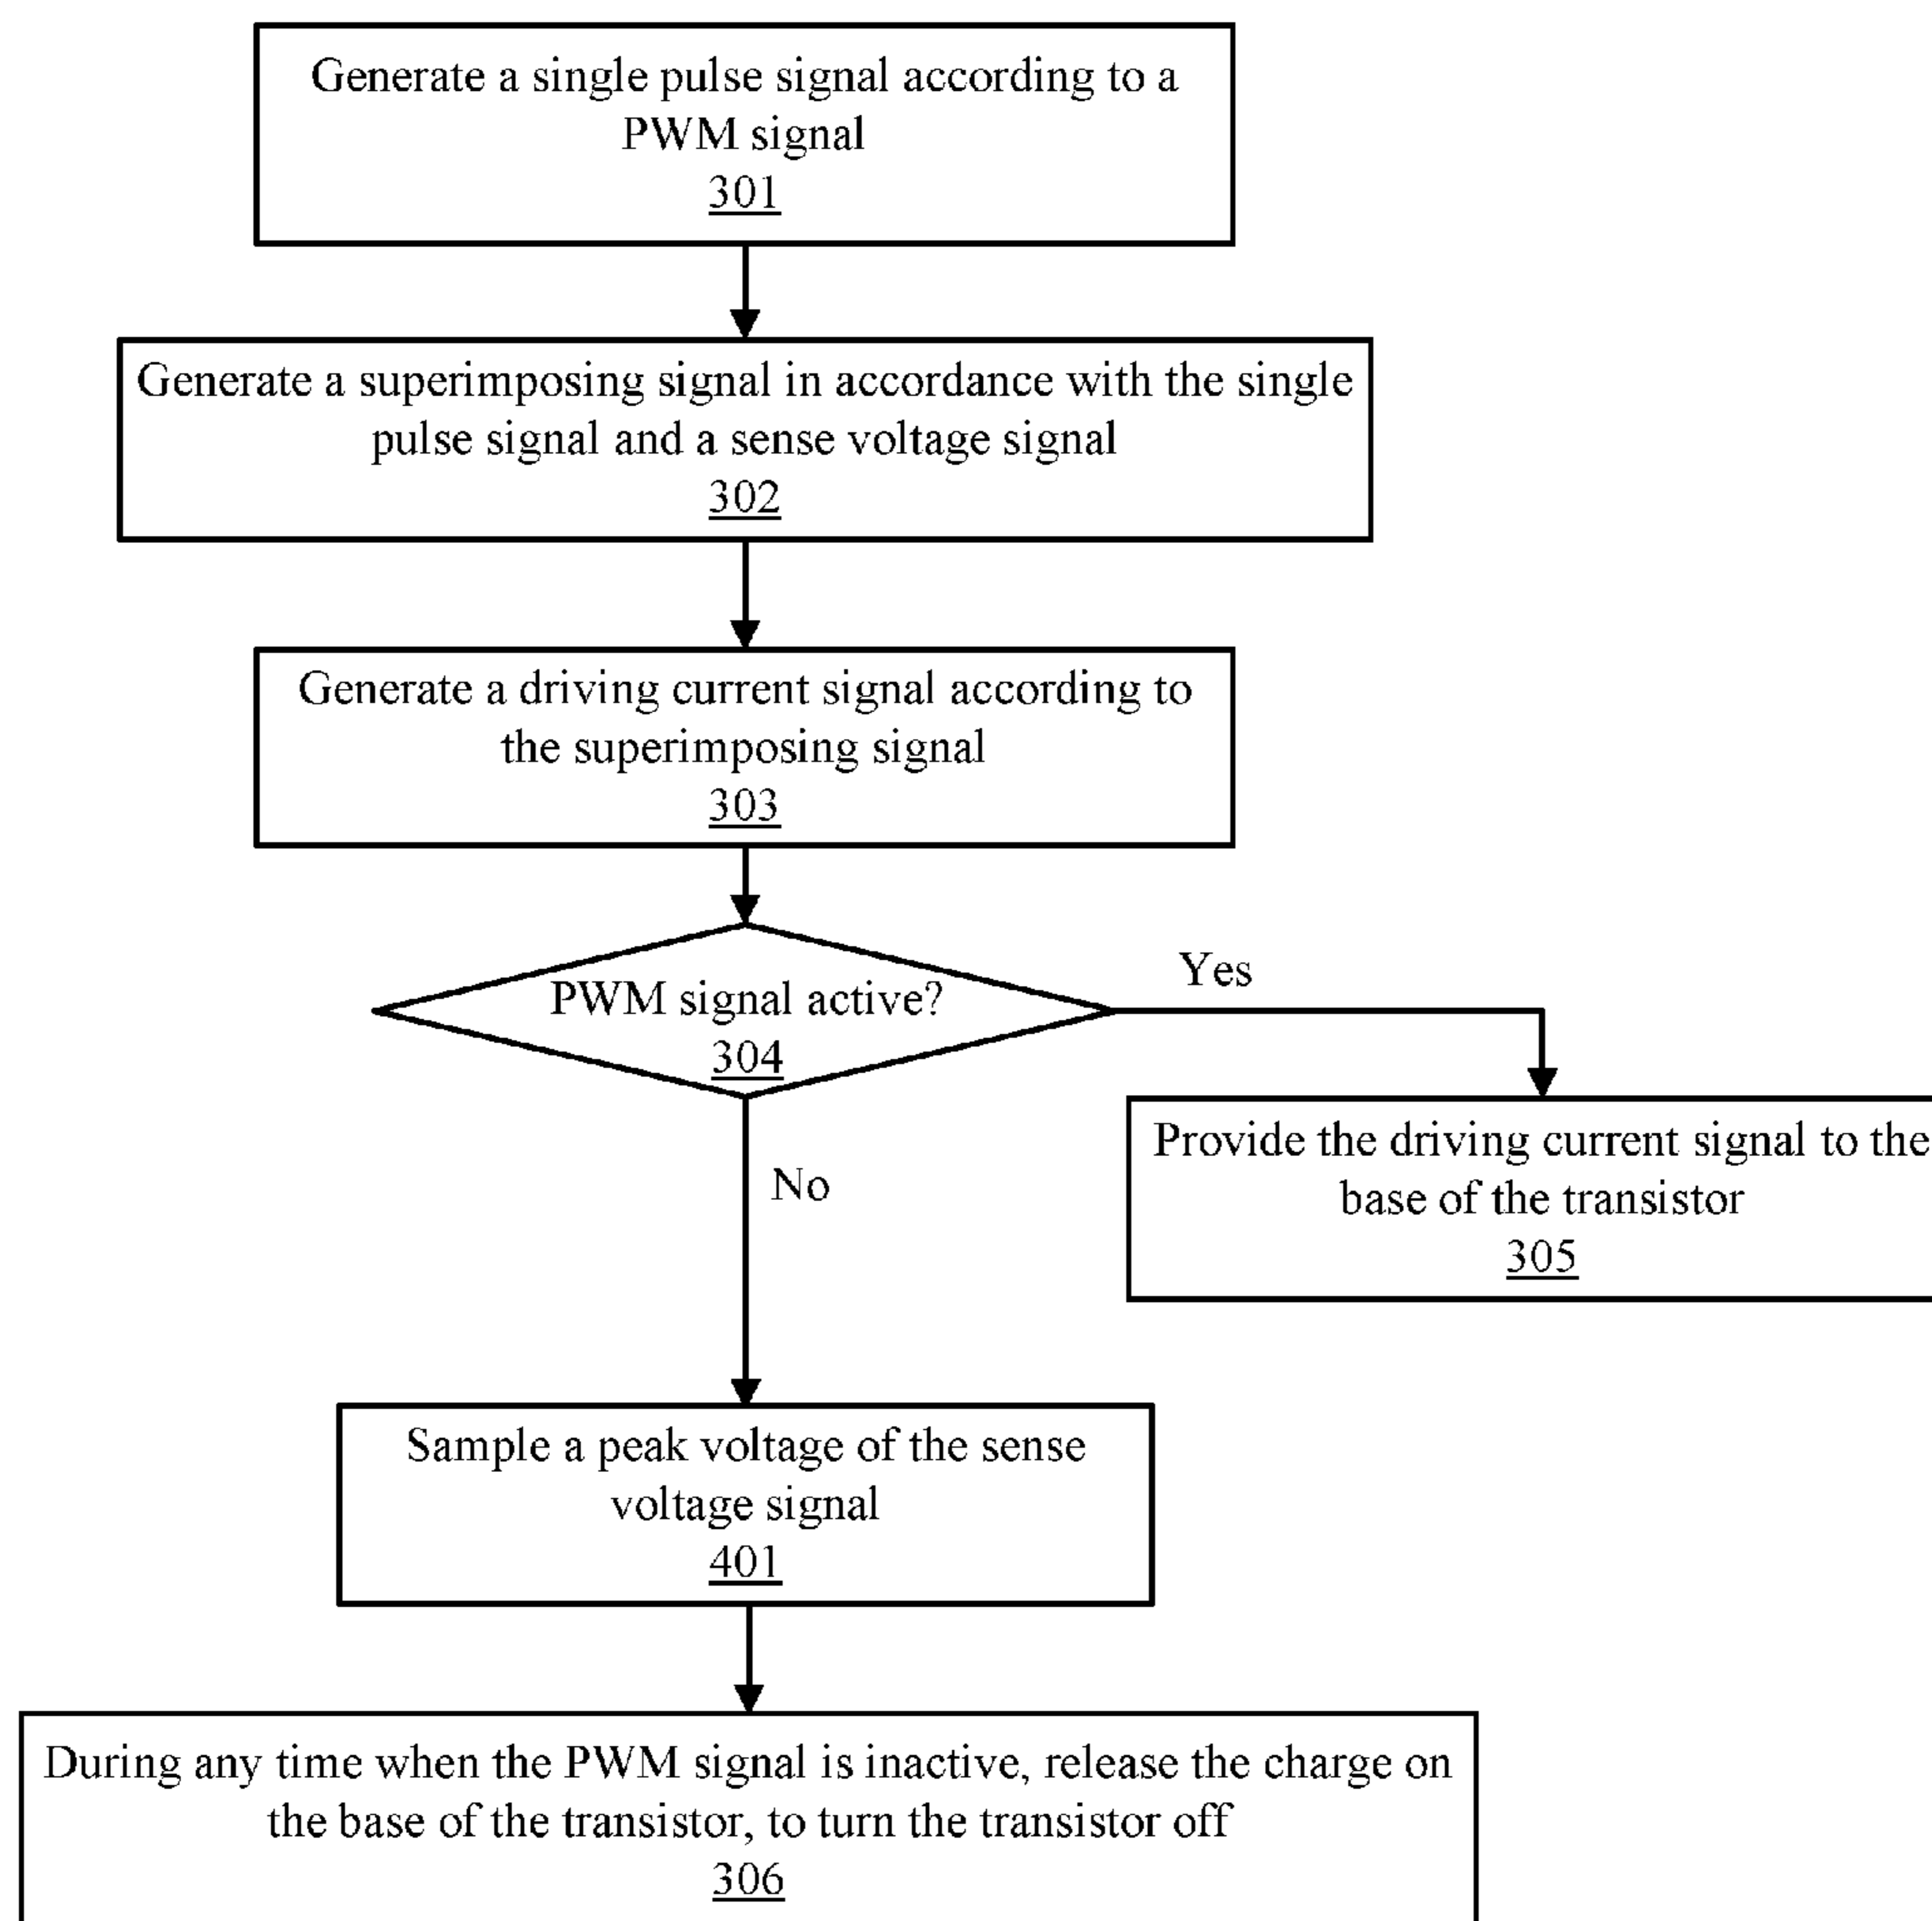 Generate a single pulse signal according to a
PWM signal
301
Generate a superimposing signal in accordance with the single
pulse signal and a sense voltage signal
302
Generate a driving current signal according to
the superimposing signal
303
PWM signal active?
304
Yes
Provide the driving current signal to the
base of the transistor
305
No
Sample a peak voltage of the sense
voltage signal
401
During any time when the PWM signal is inactive, release the charge on
the base of the transistor, to turn the transistor off
306